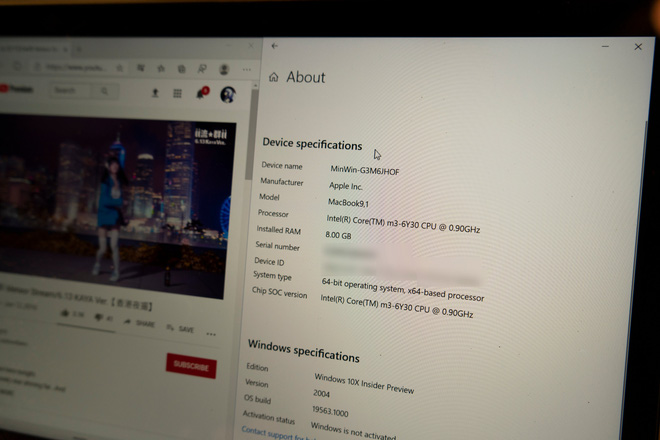 https://www.youtu
Search
About
Device specifications
Device name MinWin-G3M6JHOF
Manufacturer Apple Inc.
Model MacBook9,1
Processor Intel(R) Core(TM) m3-6Y30 CPU @ 0.90GHz
Installed RAM 8.00 GB
Serial number
Device ID
System type 64-bit operating system, x64-based processor
Chip SOC version Intel(R) Core(TM) m3-6Y30 CPU @ 0.90GHz
SHARE
SAVE
SUBSCRIBE
Windows specifications
Edition Windows 10X Insider Preview
Version 2004
OS build 19563.1000
Activation status Windows is not activated
Contact support for